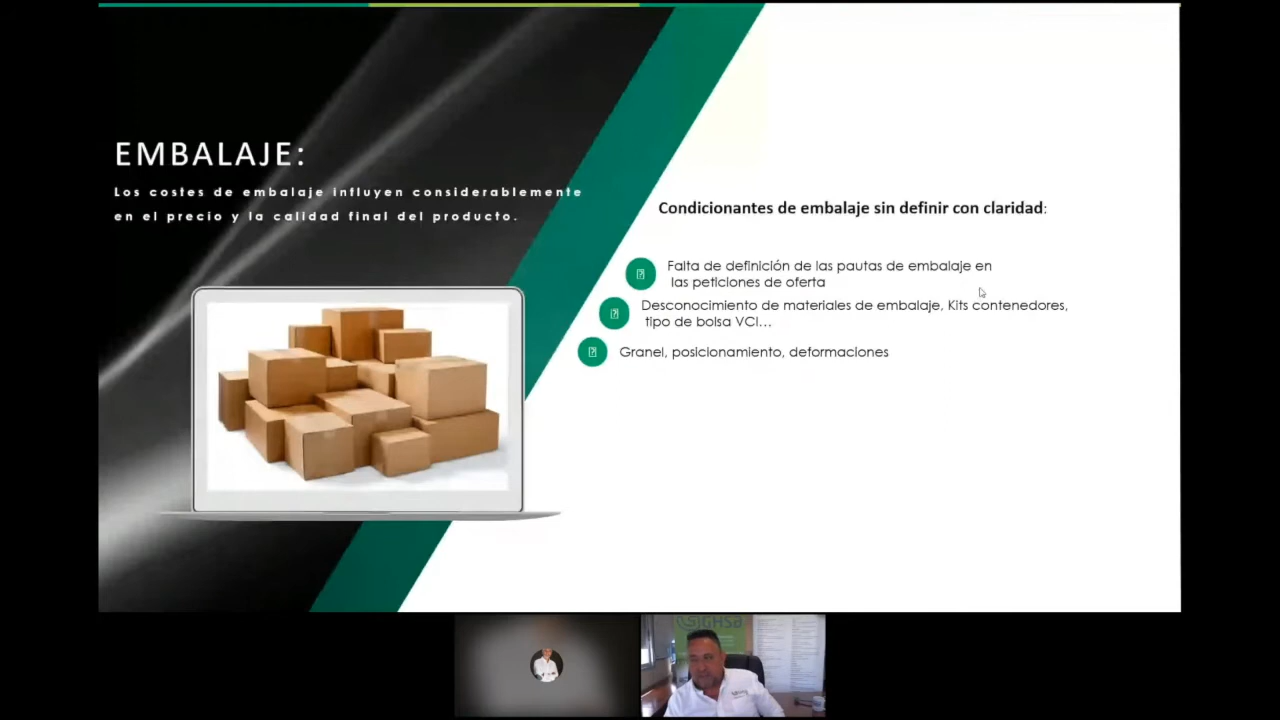 EMBALAJE:
Los costes de embalaje influyen considerablemente
en el precio y la calidad final del producto.
Condicionantes de embalaje sin definir con claridad:
Falta de definición de las pautas de embalaje en
las peticiones de oferta
Desconocimiento de materiales de embalaje, Kits contenedores,
tipo de bolsa VCI...
Granel, posicionamiento, deformaciones
GHSA